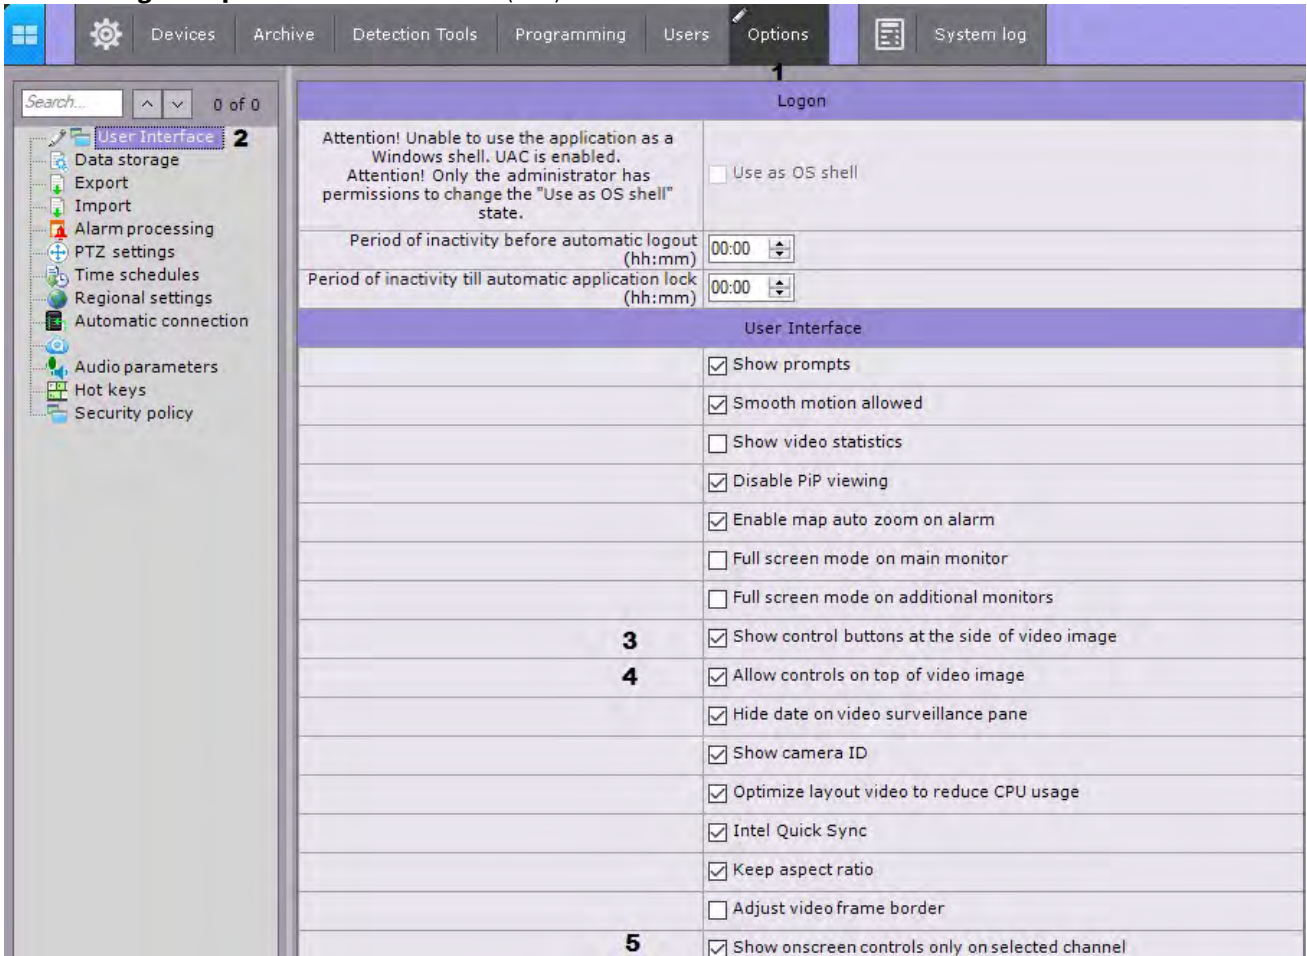 Devices Archive Detection Tools Programming Users Options System log
1
Search... 0 of 0
User Interface 2
Data storage
Export
Import
Alarm processing
PTZ settings
Time schedules
Regional settings
Automatic connection
Audio parameters
Hot keys
Security policy
Logon
Attention! Unable to use the application as a
Windows shell. UAC is enabled.
Attention! Only the administrator has
permissions to change the "Use as OS shell"
state.
Use as OS shell
Period of inactivity before automatic logout
(hh:mm)
00:00
Period of inactivity till automatic application lock
(hh:mm)
00:00
User Interface
Show prompts
Smooth motion allowed
Show video statistics
Disable PiP viewing
Enable map auto zoom on alarm
Full screen mode on main monitor
Full screen mode on additional monitors
3 Show control buttons at the side of video image
4 Allow controls on top of video image
Hide date on video surveillance pane
Show camera ID
Optimize layout video to reduce CPU usage
Intel Quick Sync
Keep aspect ratio
Adjust video frame border
5 Show onscreen controls only on selected channel